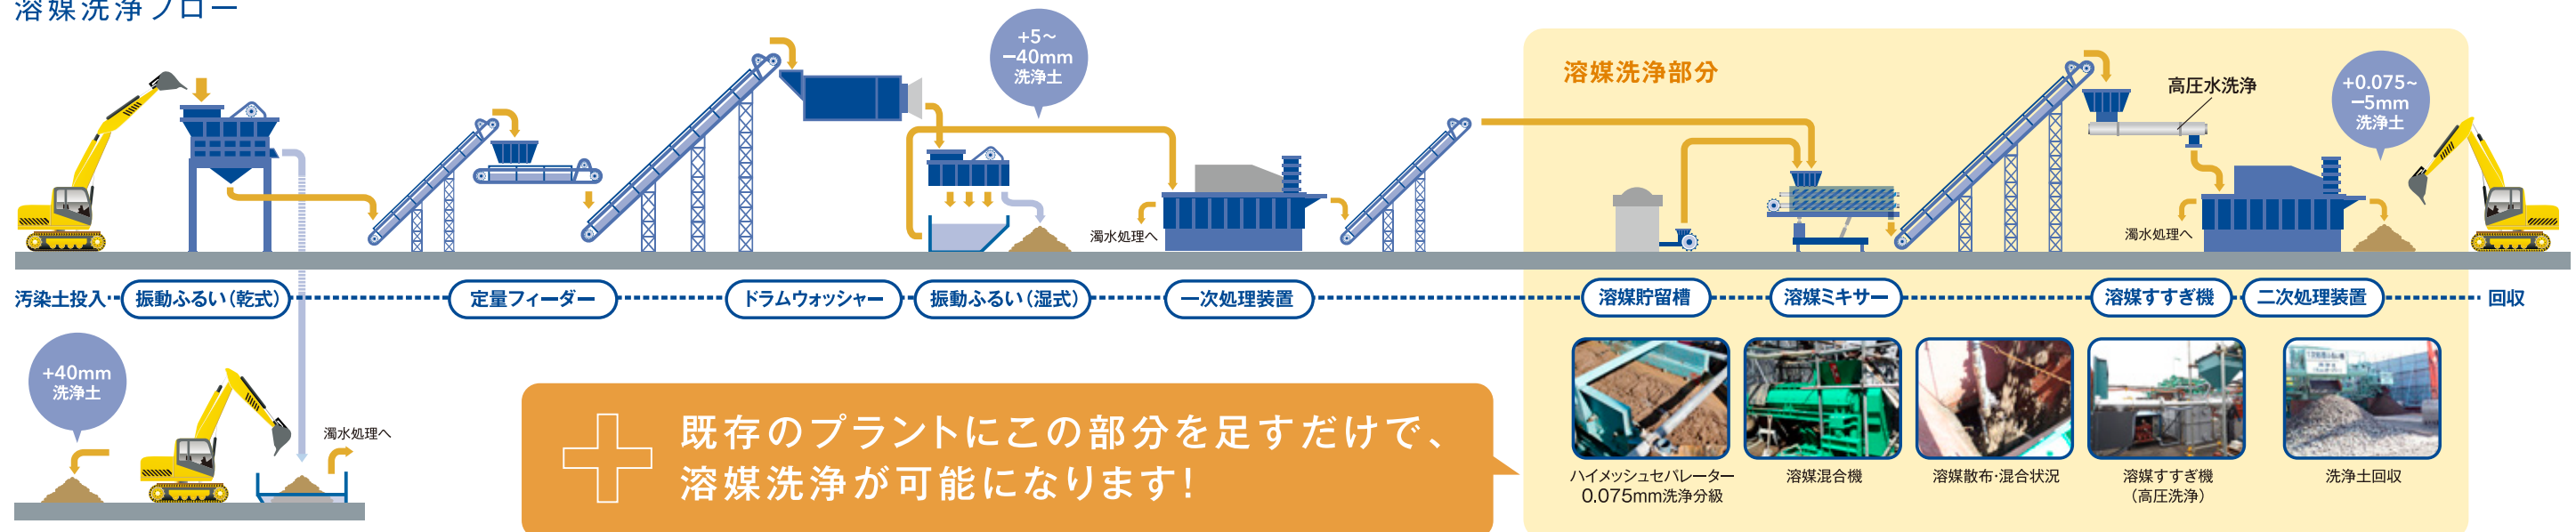 溶媒洗浄フロー
+5〜
−40mm
洗浄土
溶媒洗浄部分
高圧水洗浄
+0.075〜
−5mm
洗浄土
濁水処理へ
濁水処理へ
汚染土投入
振動ふるい（乾式）
定量フィーダー
ドラムウォッシャー
振動ふるい（湿式）
一次処理装置
溶媒貯留槽
溶媒ミキサー
溶媒すすぎ機
二次処理装置
回収
+40mm
洗浄土
濁水処理へ
既存のプラントにこの部分を足すだけで、
溶媒洗浄が可能になります！
ハイメッシュセパレーター
0.075mm洗浄分級
溶媒混合機
溶媒散布・混合状況
溶媒すすぎ機
（高圧洗浄）
洗浄土回収